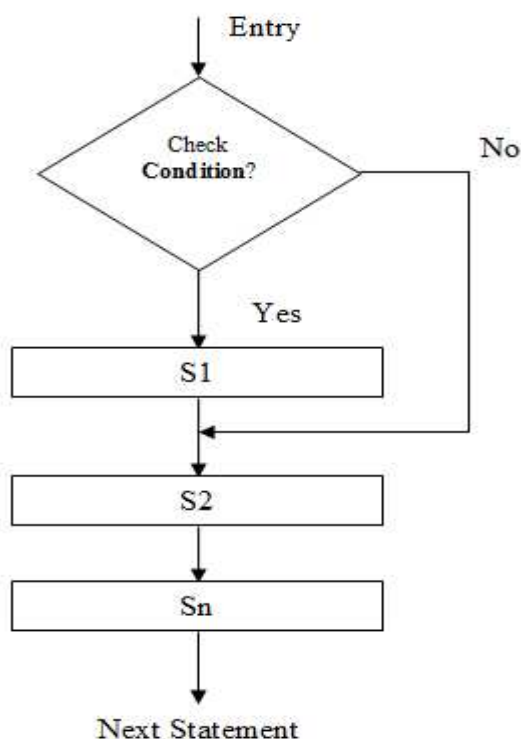 Entry
Check
Condition?
No
Yes
S1
S2
Sn
Next Statement